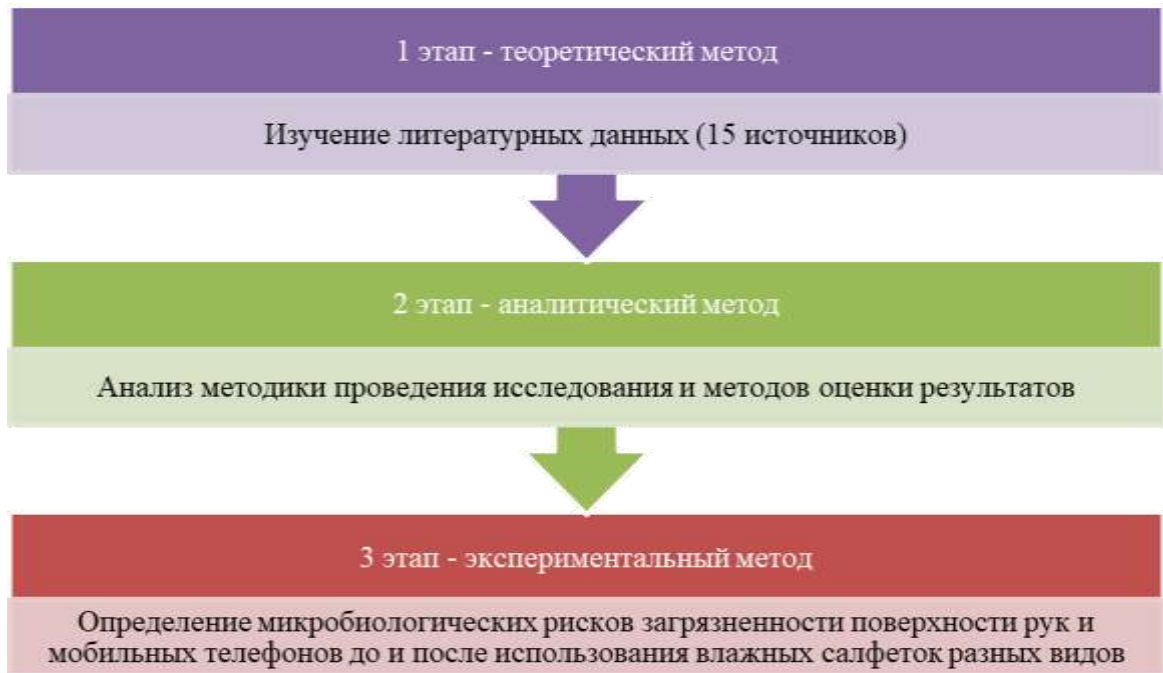 1 этап - теоретический метод
Изучение литературных данных (15 источников)
2 этап - аналитический метод
Анализ методики проведения исследования и методов оценки результатов
3 этап - экспериментальный метод
Определение микробиологических рисков загрязненности поверхности рук и
мобильных телефонов до и после использования влажных салфеток разных видов